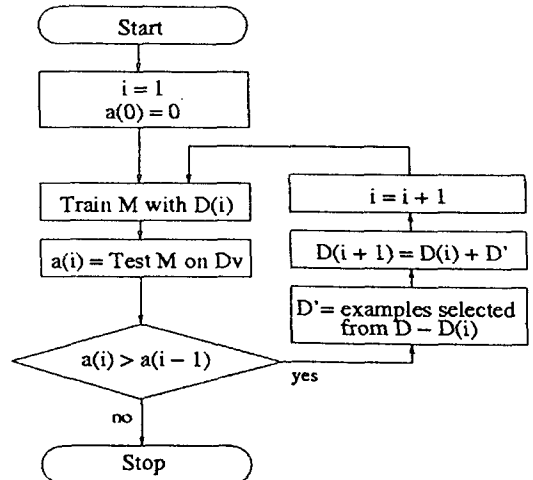 Start
i = 1
a(0) = 0
Train M with D(i)
a(i) = Test M on Dv
a(i) > a(i − 1)
yes
no
Stop
D'= examples selected
from D − D(i)
D(i + 1) = D(i) + D'
i = i + 1